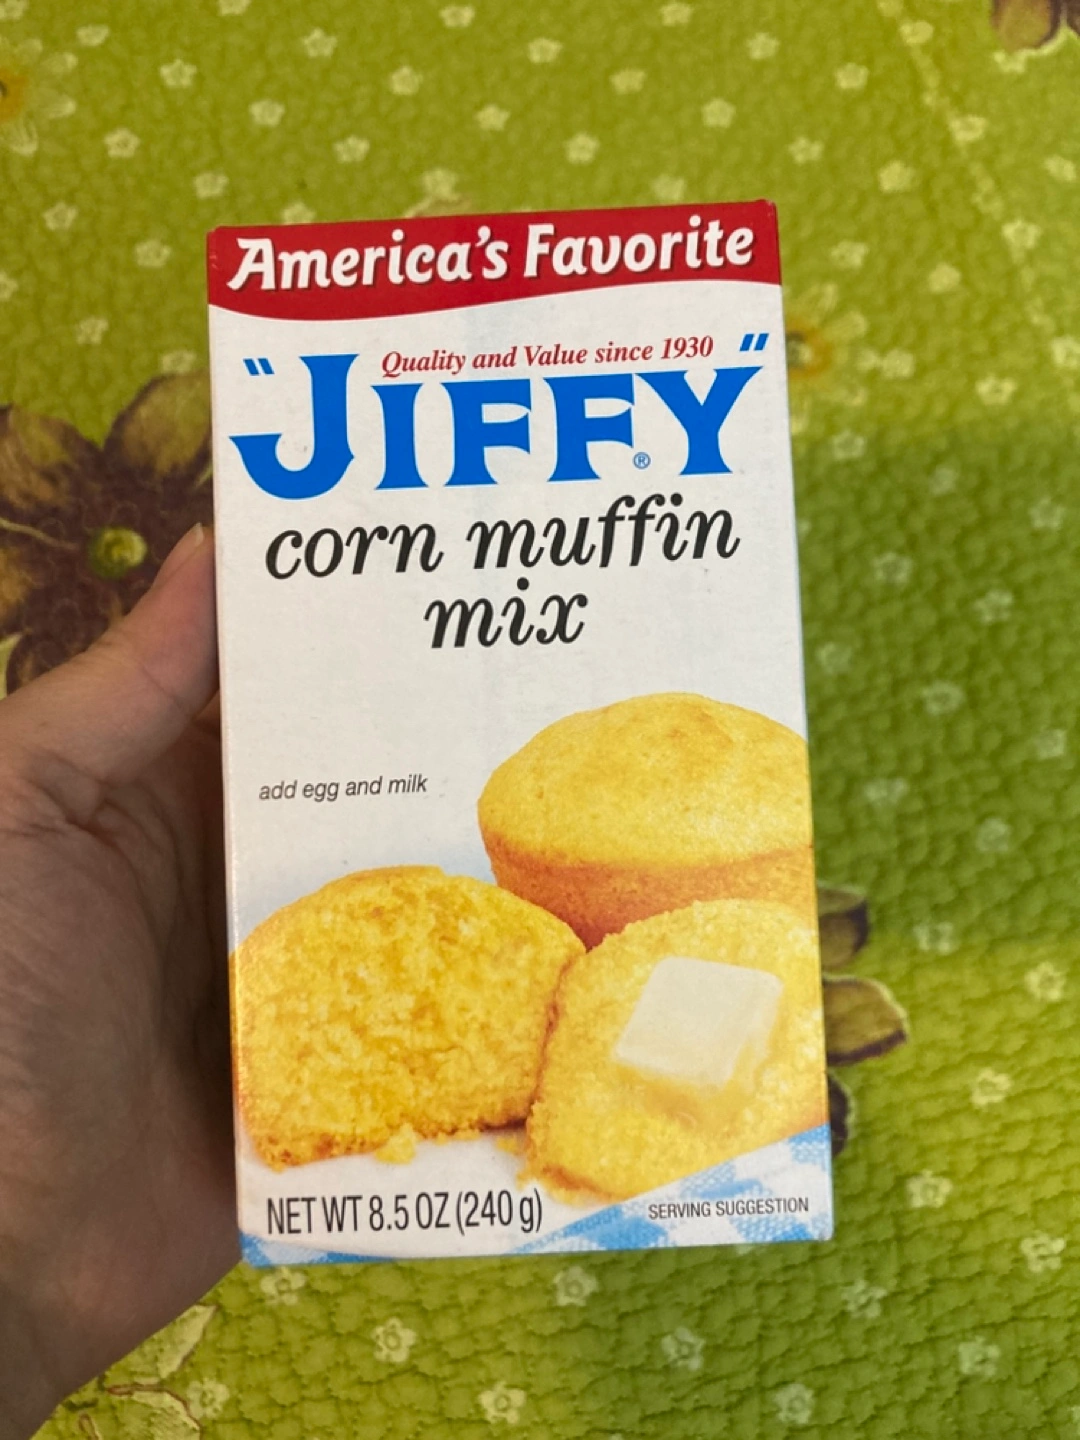 America's Favorite
Quality and Value since 1930
"JIFFY"®
corn muffin
mix
add egg and milk
NET WT 8.5 OZ (240 g)
SERVING SUGGESTION